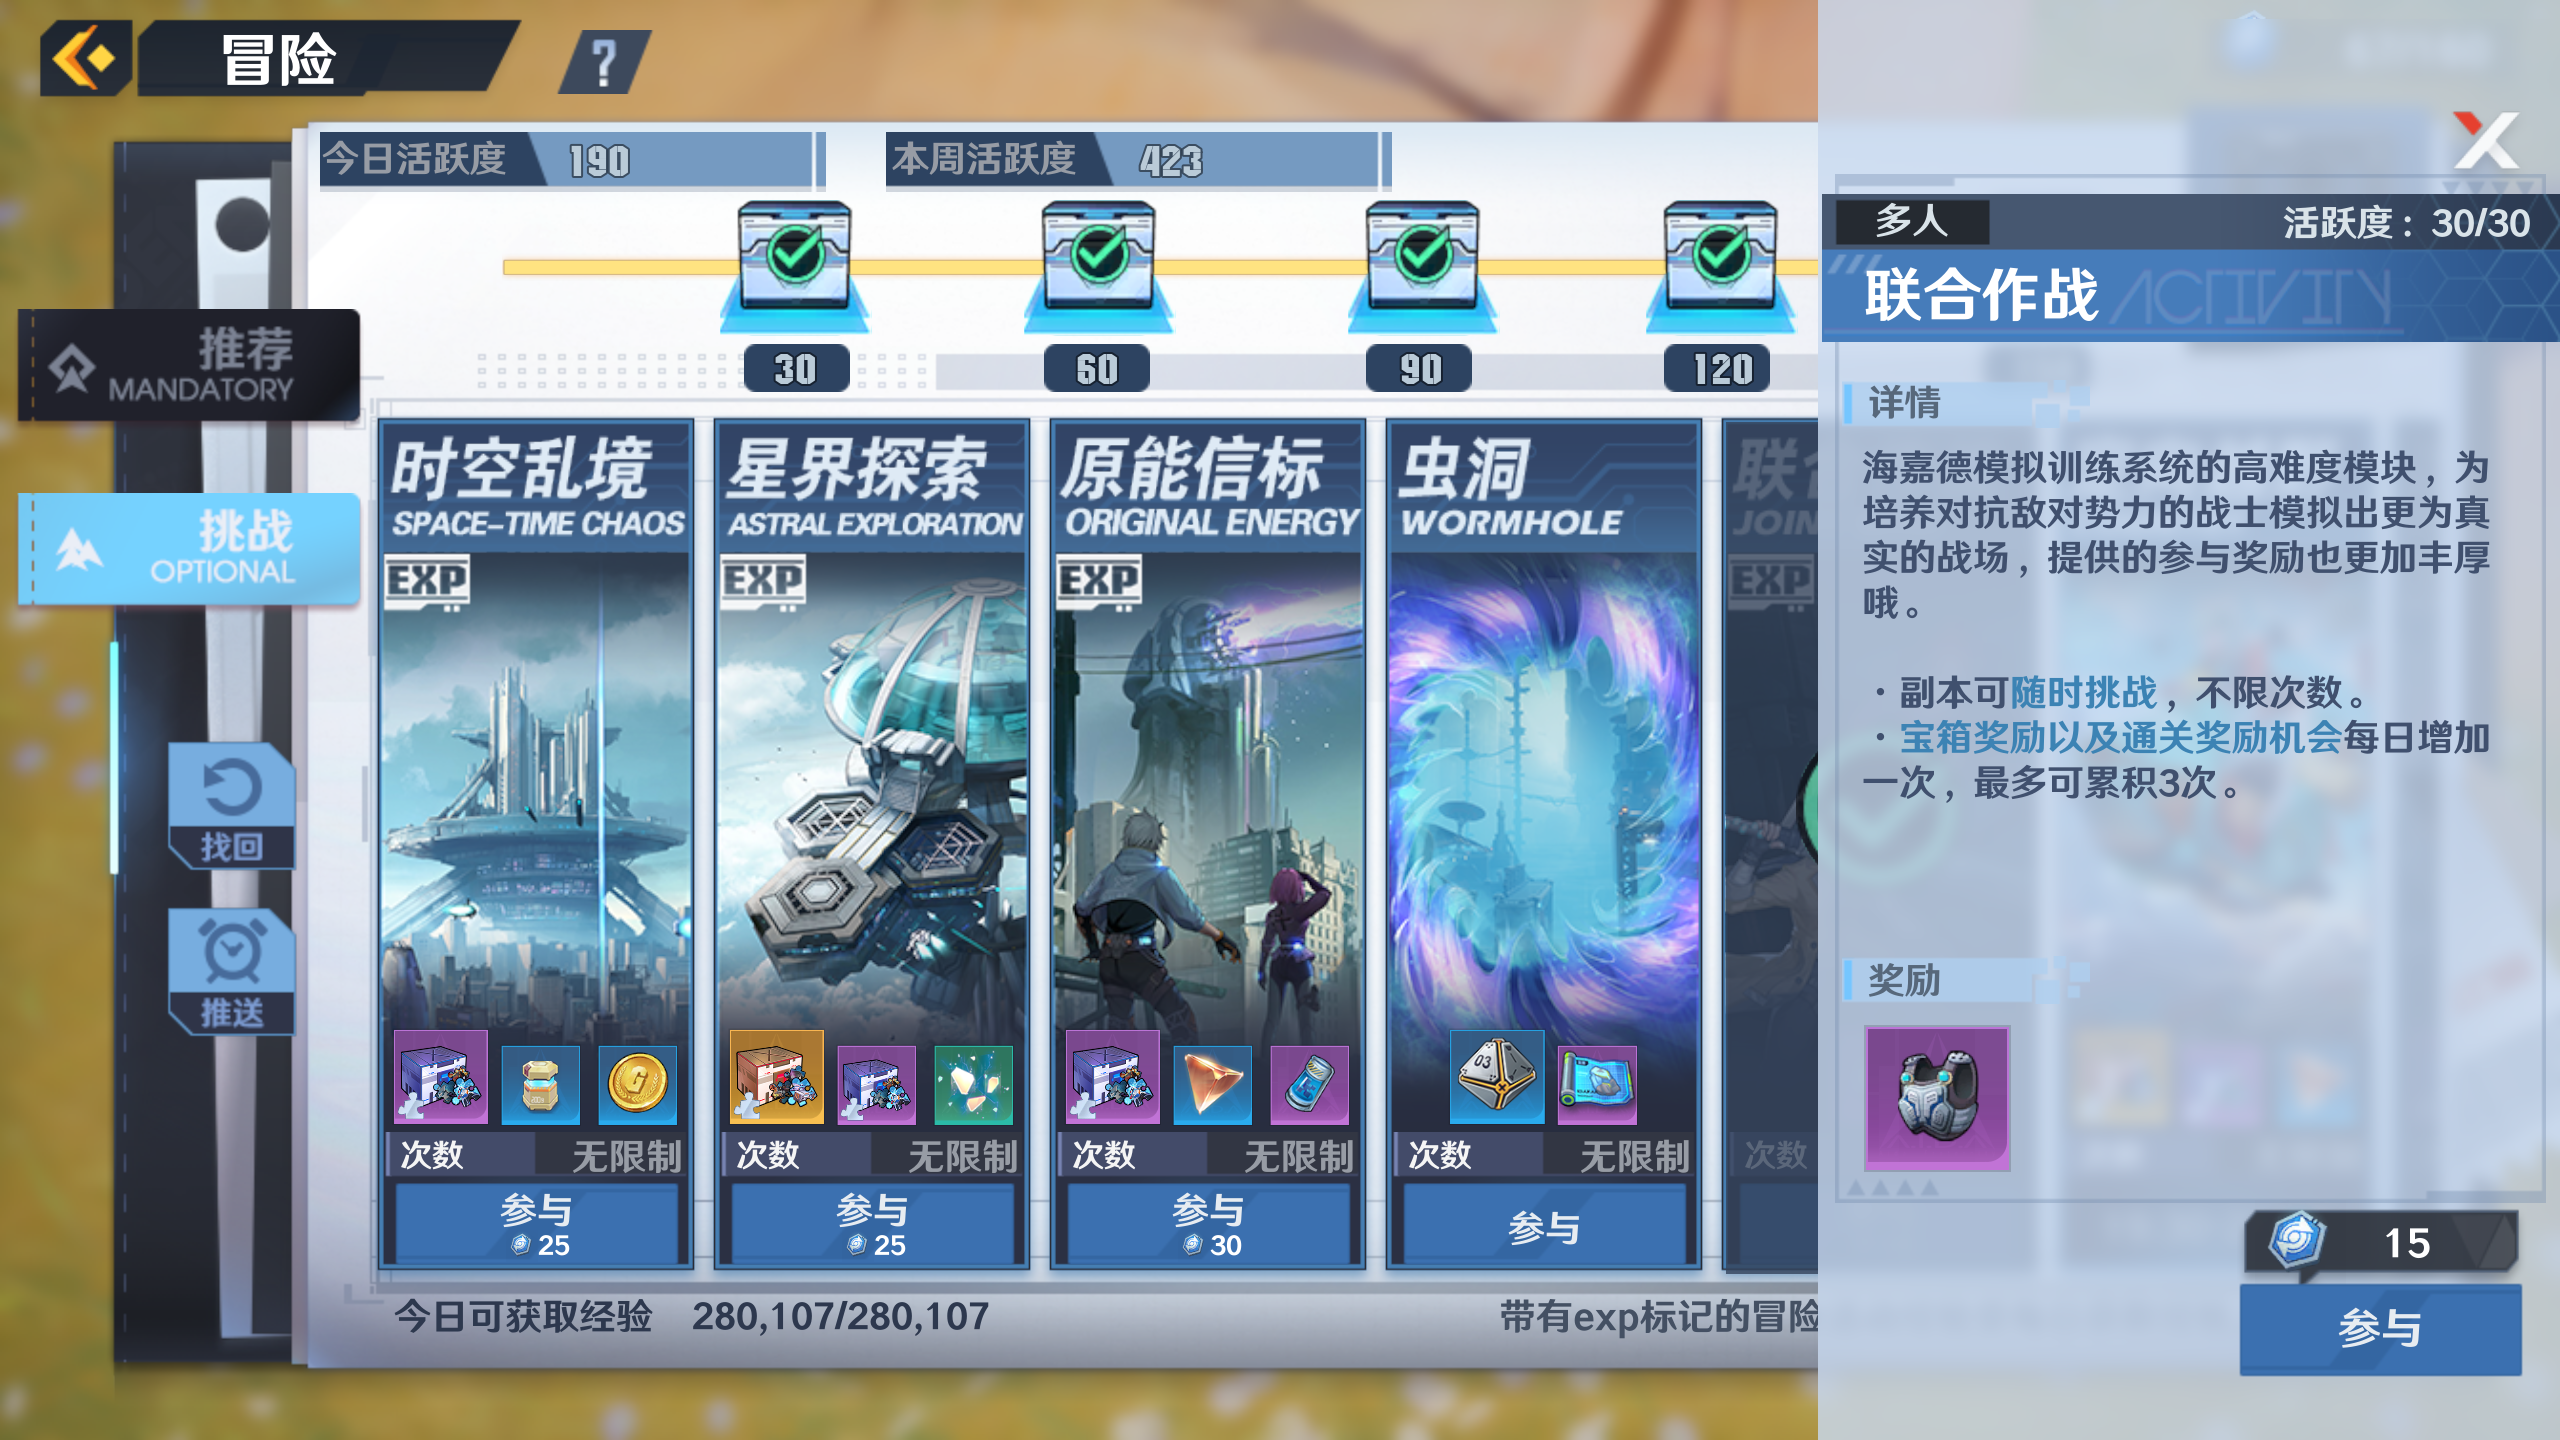 冒险
?
今日活跃度 190
本周活跃度 423
30
60
90
120
推荐
MANDATORY
挑战
OPTIONAL
找回
推送
时空乱境
SPACE-TIME CHAOS
EXP
次数 无限制
参与
25
星界探索
ASTRAL EXPLORATION
EXP
次数 无限制
参与
25
原能信标
ORIGINAL ENERGY
EXP
次数 无限制
参与
30
虫洞
WORMHOLE
03
次数 无限制
参与
联
JOIN
EXP
次数
今日可获取经验 280,107/280,107
带有exp标记的冒险
多人
活跃度：30/30
联合作战
ACTIVITY
详情
海嘉德模拟训练系统的高难度模块，为
培养对抗敌对势力的战士模拟出更为真
实的战场，提供的参与奖励也更加丰厚
哦。
·副本可随时挑战，不限次数。
·宝箱奖励以及通关奖励机会每日增加
一次，最多可累积3次。
奖励
15
参与